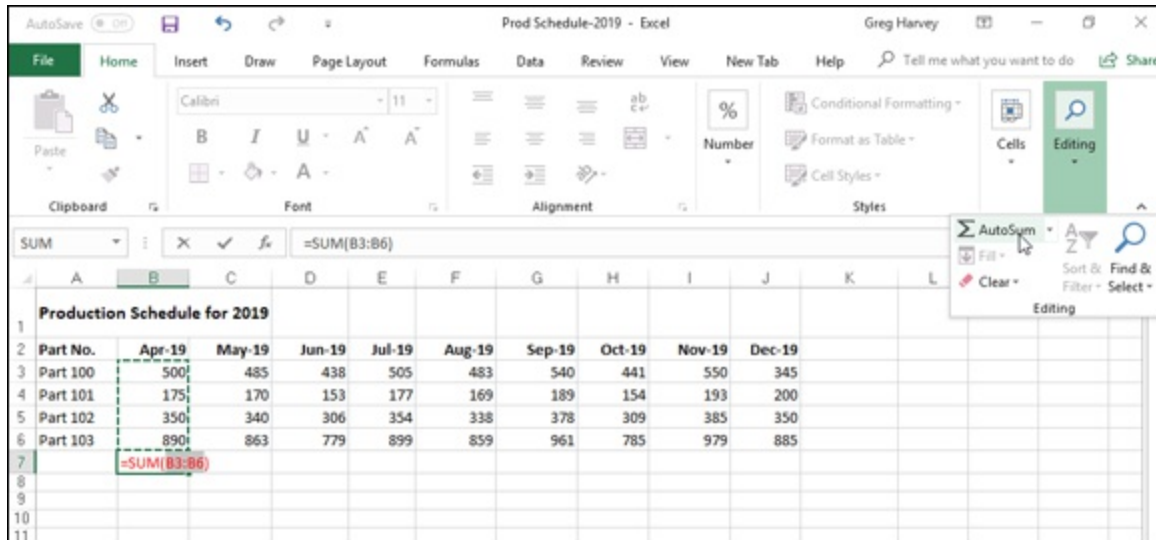 AutoSave Off Prod Schedule-2019 - Excel Greg Harvey
File Home Insert Draw Page Layout Formulas Data Review View New Tab Help Tell me what you want to do Share
Paste
Calibri 11
B I U A A
A
ab
%
Number
Conditional Formatting
Format as Table
Cell Styles
Cells
Editing
Clipboard Font Alignment Styles
SUM fx =SUM(B3:B6)
Σ AutoSum
Fill
Clear
A
Z
Sort &
Filter
Find &
Select
Editing
A B C D E F G H I J K L
1 Production Schedule for 2019
2 Part No. Apr-19 May-19 Jun-19 Jul-19 Aug-19 Sep-19 Oct-19 Nov-19 Dec-19
3 Part 100 500 485 438 505 483 540 441 550 345
4 Part 101 175 170 153 177 169 189 154 193 200
5 Part 102 350 340 306 354 338 378 309 385 350
6 Part 103 890 863 779 899 859 961 785 979 885
7 =SUM(B3:B6)
8
9
10
11